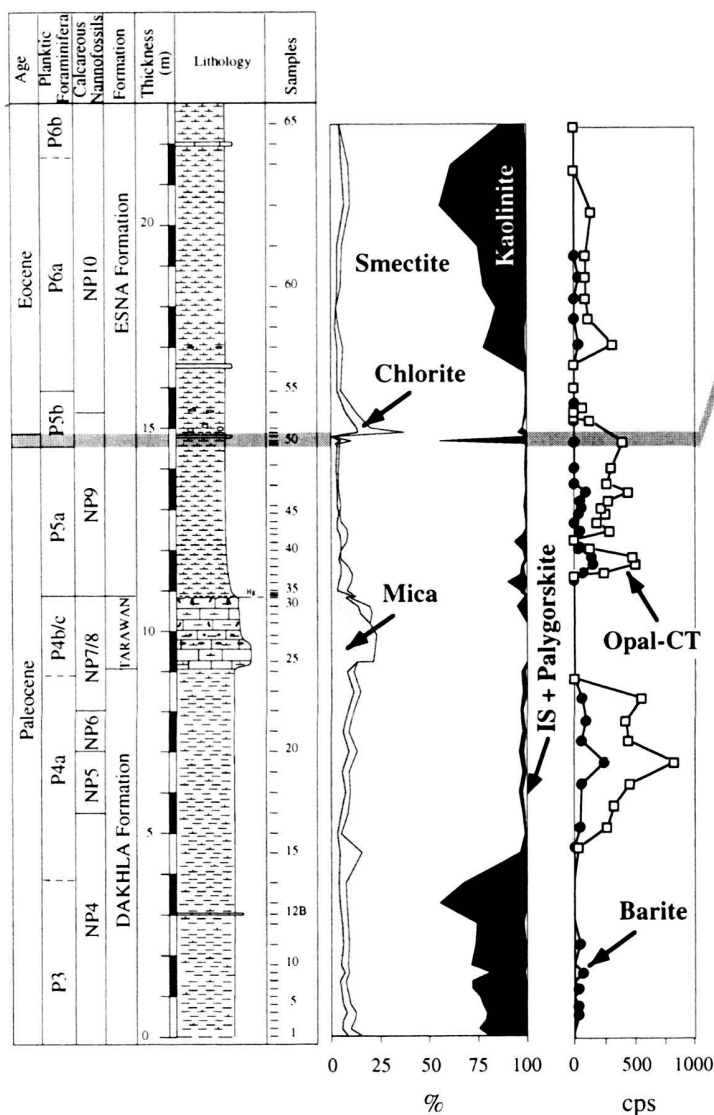 Age
Planktic
Foraminifera
Calcareous
Nannofossils
Formation
Thickness
(m)
Lithology
Samples
Eocene
Paleocene
P6b
P6a
P5b
P5a
P4b/c
P4a
P3
NP10
NP9
NP7/8
NP6
NP5
NP4
ESNA Formation
TARAWAN
DAKHLA Formation
20
15
10
5
0
Ha
65
60
55
50
45
40
35
30
25
20
15
12B
10
5
1
Smectite
Kaolinite
Chlorite
Mica
IS + Palygorskite
Opal-CT
Barite
0 25 50 75 100
%
0 500 1000
cps